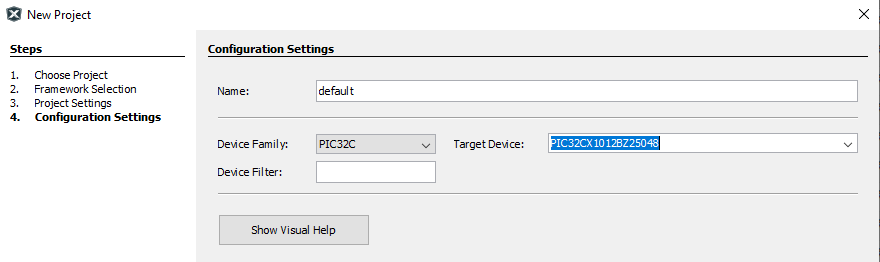 New Project
Steps
1. Choose Project
2. Framework Selection
3. Project Settings
4. Configuration Settings
Configuration Settings
Name: default
Device Family: PIC32C Target Device: PIC32CX1012BZ25048
Device Filter:
Show Visual Help